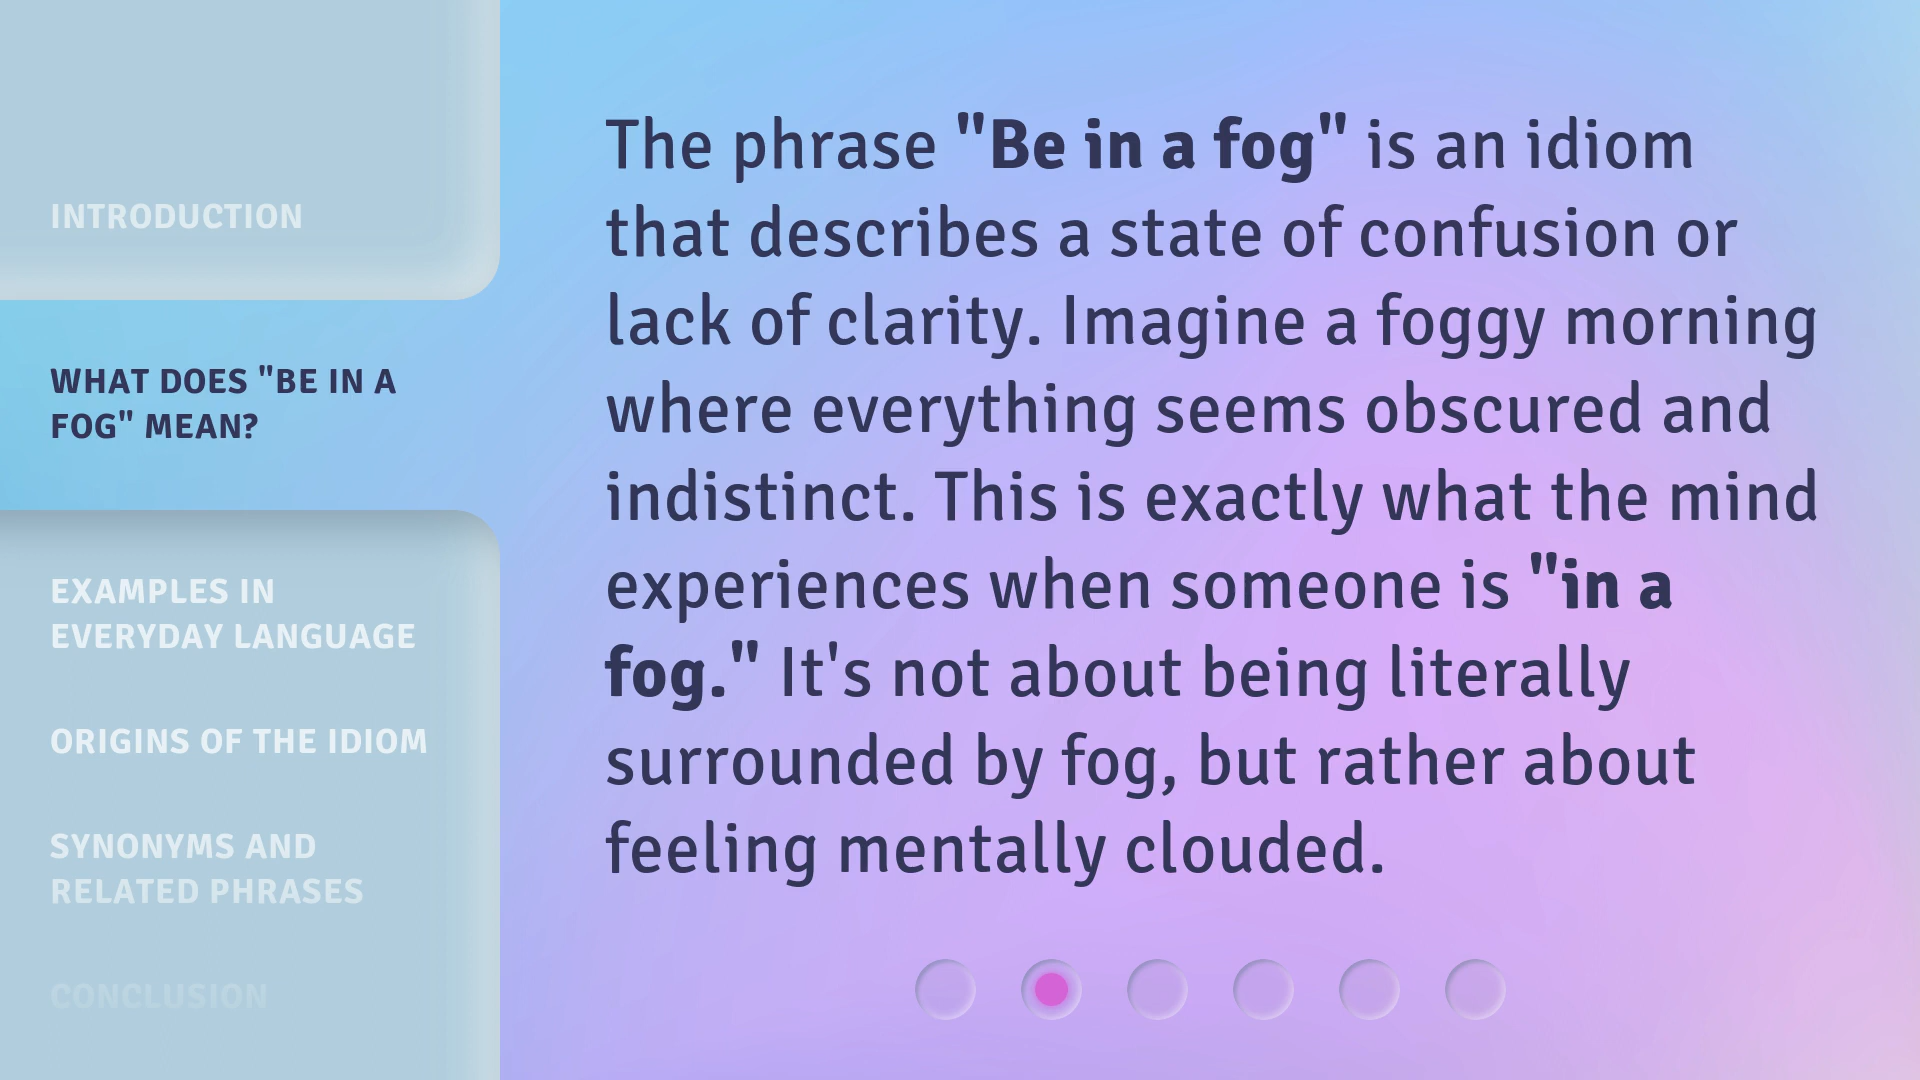 INTRODUCTION
WHAT DOES "BE IN A
FOG" MEAN?
EXAMPLES IN
EVERYDAY LANGUAGE
ORIGINS OF THE IDIOM
SYNONYMS AND
RELATED PHRASES
CONCLUSION
The phrase "Be in a fog" is an idiom
that describes a state of confusion or
lack of clarity. Imagine a foggy morning
where everything seems obscured and
indistinct. This is exactly what the mind
experiences when someone is "in a
fog." It's not about being literally
surrounded by fog, but rather about
feeling mentally clouded.